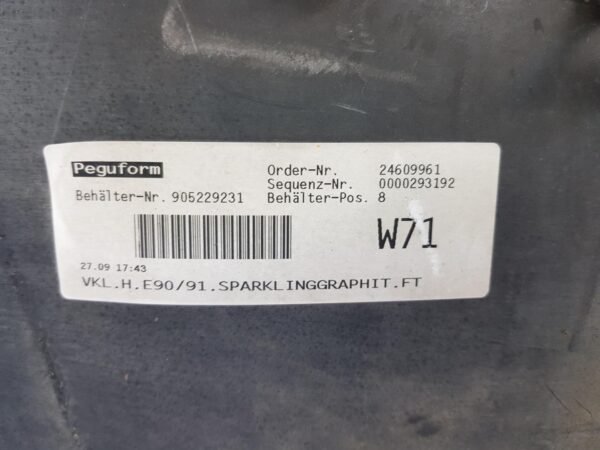 Peguform Order-Nr. 24609961
Sequenz-Nr. 0000293192
Behälter-Nr. 905229231 Behälter-Pos. 8
W71
27.09 17:43
VKL.H.E90/91.SPARKLINGGRAPHIT.FT